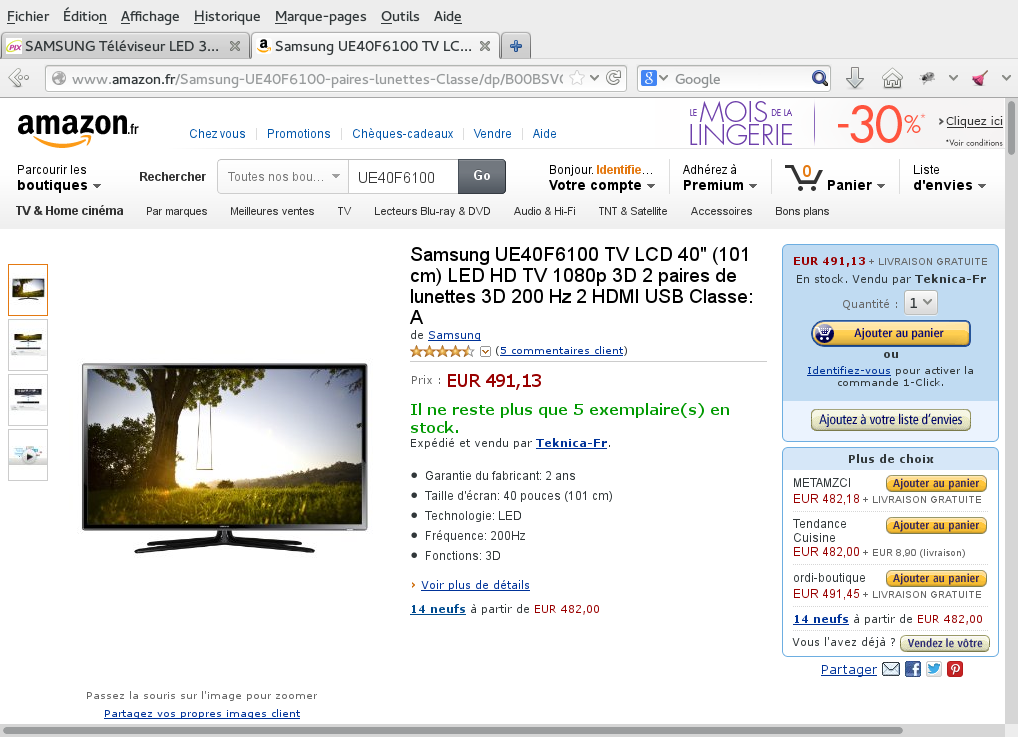 Fichier Édition Affichage Historique Marque-pages Outils Aide
SAMSUNG Téléviseur LED 3... Samsung UE40F6100 TV LC...
www.amazon.fr/Samsung-UE40F6100-paires-lunettes-Classe/dp/B00BSV Google
amazon.fr
Chez vous Promotions Chèques-cadeaux Vendre Aide
LE MOIS DE LA LINGERIE
-30%*
Cliquez ici
*Voir conditions
Parcourir les boutiques
Rechercher Toutes nos bou... UE40F6100 Go
Bonjour. Identifie...
Votre compte
Adhérez à
Premium
0 Panier
Liste
d'envies
TV & Home cinéma Par marques Meilleures ventes TV Lecteurs Blu-ray & DVD Audio & Hi-Fi TNT & Satellite Accessoires Bons plans
Samsung UE40F6100 TV LCD 40" (101
cm) LED HD TV 1080p 3D 2 paires de
lunettes 3D 200 Hz 2 HDMI USB Classe:
A
de Samsung
(5 commentaires client)
Prix : EUR 491,13
Il ne reste plus que 5 exemplaire(s) en
stock.
Expédié et vendu par Teknica-Fr.
Garantie du fabricant: 2 ans
Taille d'écran: 40 pouces (101 cm)
Technologie: LED
Fréquence: 200Hz
Fonctions: 3D
Voir plus de détails
14 neufs à partir de EUR 482,00
Passez la souris sur l'image pour zoomer
Partagez vos propres images client
EUR 491,13 + LIVRAISON GRATUITE
En stock. Vendu par Teknica-Fr
Quantité : 1
Ajouter au panier
ou
Identifiez-vous pour activer la
commande 1-Click.
Ajoutez à votre liste d'envies
Plus de choix
METAMZCI Ajouter au panier
EUR 482,18 + LIVRAISON GRATUITE
Tendance Ajouter au panier
Cuisine
EUR 482,00 + EUR 8,90 (livraison)
ordi-boutique Ajouter au panier
EUR 491,45 + LIVRAISON GRATUITE
14 neufs à partir de EUR 482,00
Vous l'avez déjà ? Vendez le vôtre
Partager